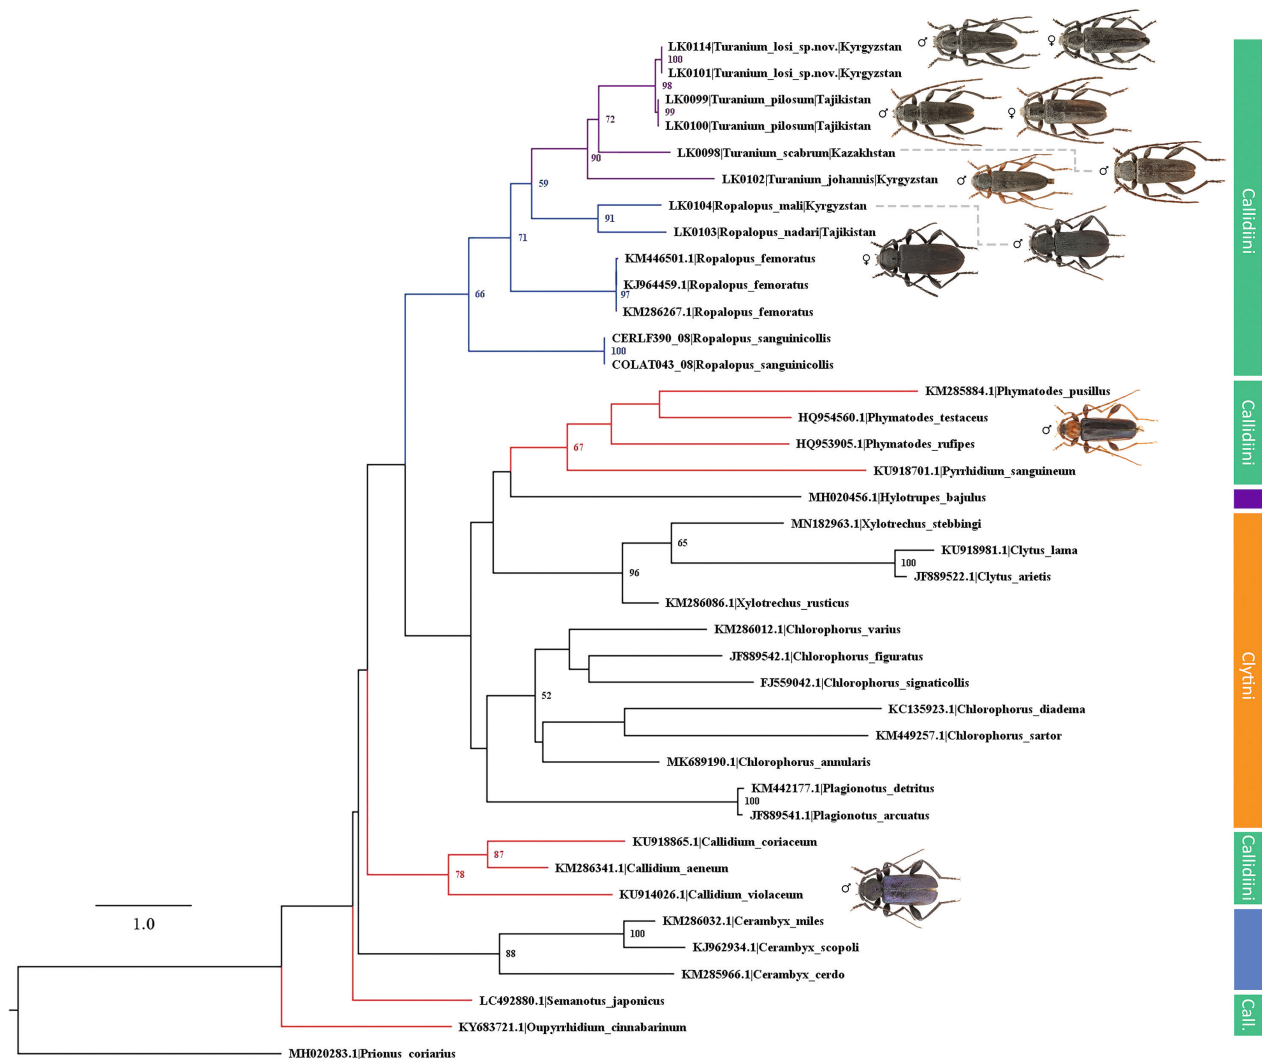 LK0114|Turanium_losi_sp.nov.|Kyrgyzstan
100
LK0101|Turanium_losi_sp.nov.|Kyrgyzstan
98
LK0099|Turanium_pilosum|Tajikistan
99
LK0100|Turanium_pilosum|Tajikistan
72
LK0098|Turanium_scabrum|Kazakhstan
90
LK0102|Turanium_johannis|Kyrgyzstan
59
LK0104|Ropalopus_mali|Kyrgyzstan
91
LK0103|Ropalopus_nadari|Tajikistan
71
KM446501.1|Ropalopus_femoratus
KJ964459.1|Ropalopus_femoratus
97
KM286267.1|Ropalopus_femoratus
66
CERLF390_08|Ropalopus_sanguinicollis
100
COLAT043_08|Ropalopus_sanguinicollis
Callidiini
KM285884.1|Phymatodes_pusillus
HQ954560.1|Phymatodes_testaceus
HQ953905.1|Phymatodes_rufipes
67
KU918701.1|Pyrrhidium_sanguineum
Callidiini
MH020456.1|Hylotrupes_bajulus
MN182963.1|Xylotrechus_stebbingi
65
KU918981.1|Clytus_lama
100
JF889522.1|Clytus_arietis
96
KM286086.1|Xylotrechus_rusticus
KM286012.1|Chlorophorus_varius
JF889542.1|Chlorophorus_figuratus
FJ559042.1|Chlorophorus_signaticollis
52
KC135923.1|Chlorophorus_diadema
KM449257.1|Chlorophorus_sartor
MK689190.1|Chlorophorus_annularis
KM442177.1|Plagionotus_detritus
100
JF889541.1|Plagionotus_arcuatus
Clytini
KU918865.1|Callidium_coriaceum
87
KM286341.1|Callidium_aeneum
78
KU914026.1|Callidium_violaceum
Callidiini
1.0
KM286032.1|Cerambyx_miles
100
KJ962934.1|Cerambyx_scopoli
88
KM285966.1|Cerambyx_cerdo
LC492880.1|Semanotus_japonicus
KY683721.1|Oupyrrhidium_cinnabarinum
Call.
MH020283.1|Prionus_coriarius